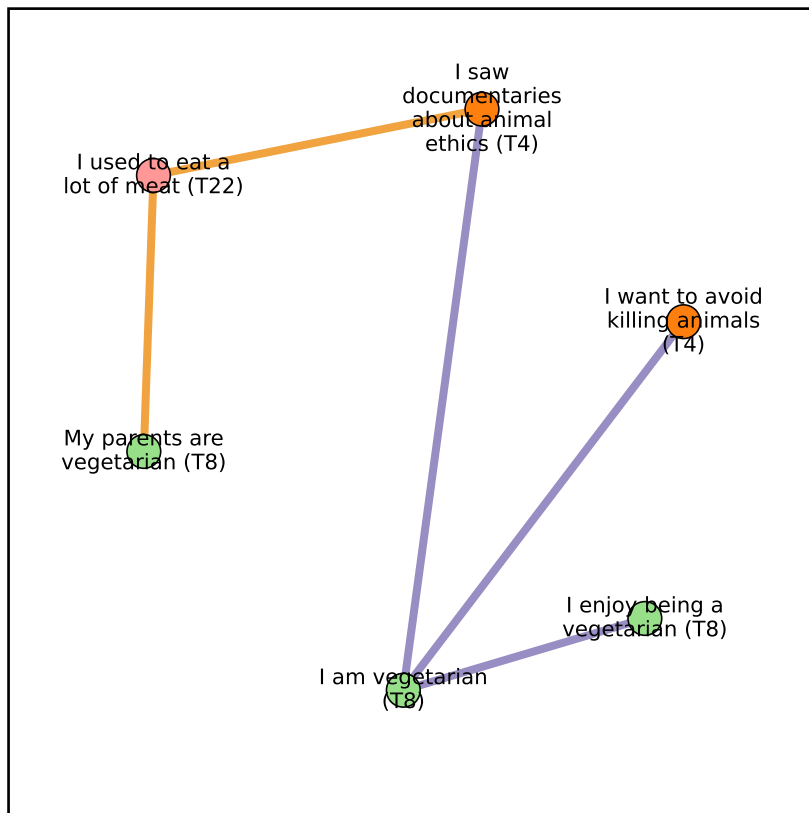 I saw
documentaries
about animal
ethics (T4)
I used to eat a
lot of meat (T22)
I want to avoid
killing animals
(T4)
My parents are
vegetarian (T8)
I enjoy being a
vegetarian (T8)
I am vegetarian
(T8)